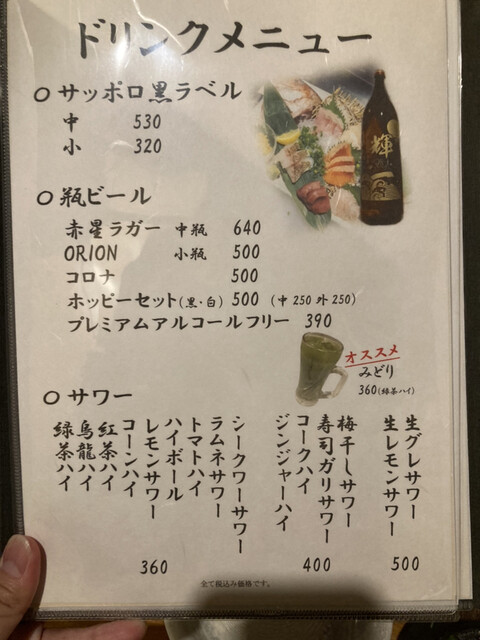 ドリンクメニュー
○ サッポロ黒ラベル
中 530
小 320
○ 瓶ビール
赤星ラガー 中瓶 640
ORION 小瓶 500
コロナ 500
ホッピーセット(黒・白) 500 (中250 外250)
プレミアムアルコールフリー 390
オススメ
みどり
360(緑茶ハイ)
○ サワー
生グレサワー
生レモンサワー
500
梅干しサワー
寿司ガリサワー
コークハイ
ジンジャーハイ
400
シークワーサワー
ラムネサワー
トマトハイ
ハイボール
レモンサワー
コーンハイ
紅茶ハイ
烏龍ハイ
緑茶ハイ
360
全て税込み価格です。